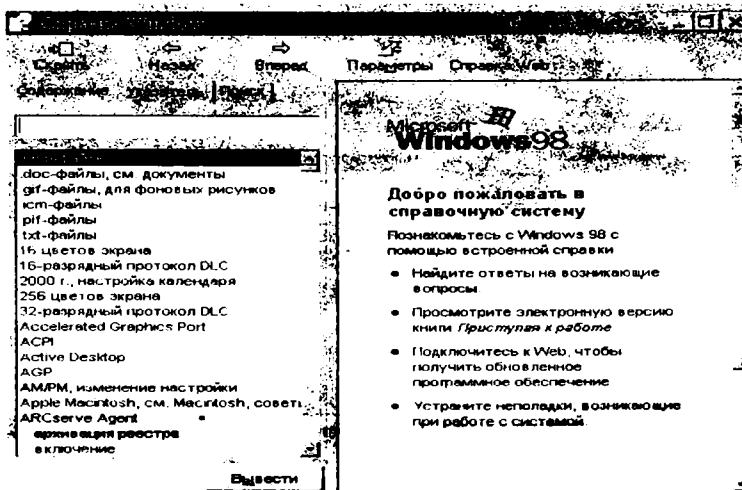 Справка Windows
Скрыть Назад Вперед Параметры Справка Web
Содержание Указатель Поиск
.doc-файлы, см. документы
gif-файлы, для фоновых рисунков
icm-файлы
pif-файлы
txt-файлы
16 цветов экрана
16-разрядный протокол DLC
2000 г., настройка календаря
256 цветов экрана
32-разрядный протокол DLC
Accelerated Graphics Port
ACPI
Active Desktop
AGP
AM/PM, изменение настройки
Apple Macintosh, см. Macintosh, советы..
ARCserve Agent
архивация реестра
включение
Вывести
Microsoft
Windows98
Добро пожаловать в
справочную систему
Познакомьтесь с Windows 98 с
помощью встроенной справки
• Найдите ответы на возникающие
вопросы.
• Просмотрите электронную версию
книги Приступая к работе
• Подключитесь к Web, чтобы
получить обновленное
программное обеспечение
• Устраните неполадки, возникающие
при работе с системой.